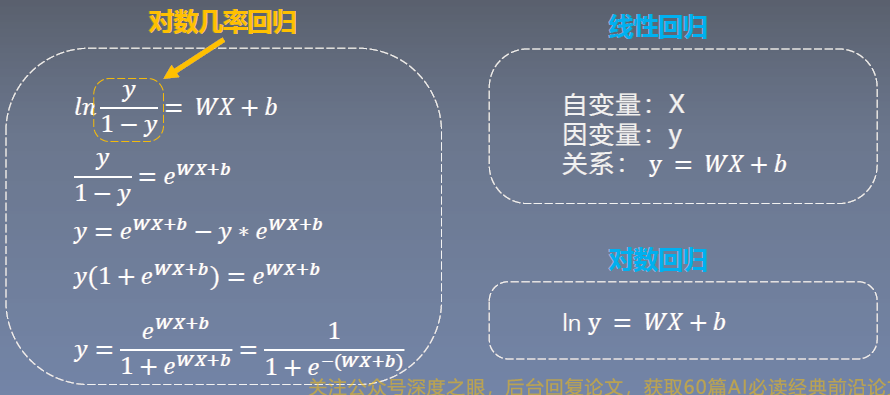 对数几率回归
ln y/(1 − y) = WX + b
y/(1 − y) = e^(WX+b)
y = e^(WX+b) − y ∗ e^(WX+b)
y(1 + e^(WX+b)) = e^(WX+b)
y = e^(WX+b)/(1 + e^(WX+b)) = 1/(1 + e^(−(WX+b)))
线性回归
自变量：X
因变量：y
关系： y = WX + b
对数回归
ln y = WX + b
关注公众号深度之眼，后台回复论文，获取60篇AI必读经典前沿论